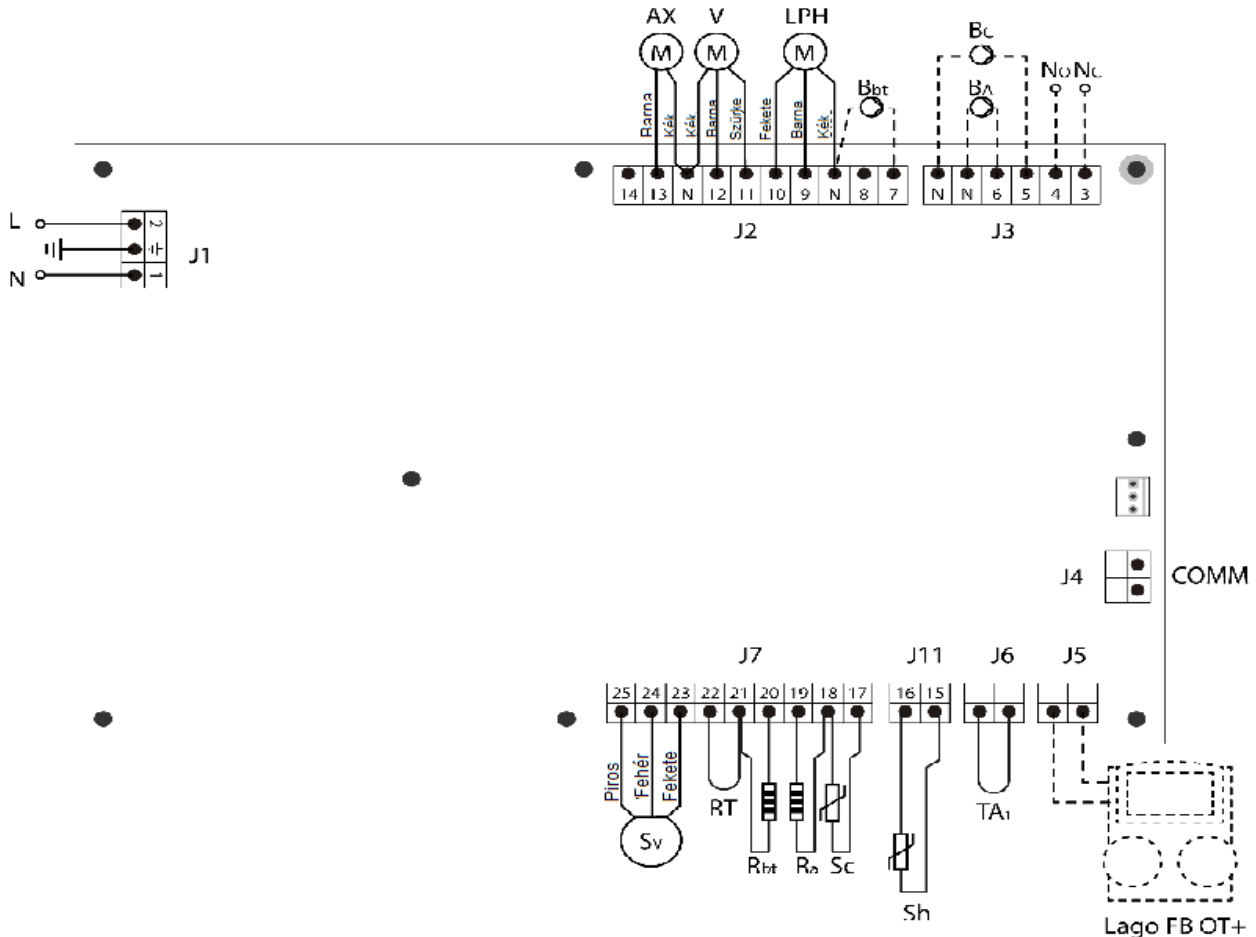 AX V LPH
M M M
Bc
BA
No Nc
Bbt
Barna Kék Kék Barna Szürke Fekete Barna Kék
14 13 N 12 11 10 9 N 8 7
N N 6 5 4 3
J2 J3
L 2
J1
N 1
J4 COMM
J7 J11 J6 J5
25 24 23 22 21 20 19 18 17
16 15
Piros Fehér Fekete
Sv
RT
Rbt Ra Sc
Sh
TA1
Lago FB OT+